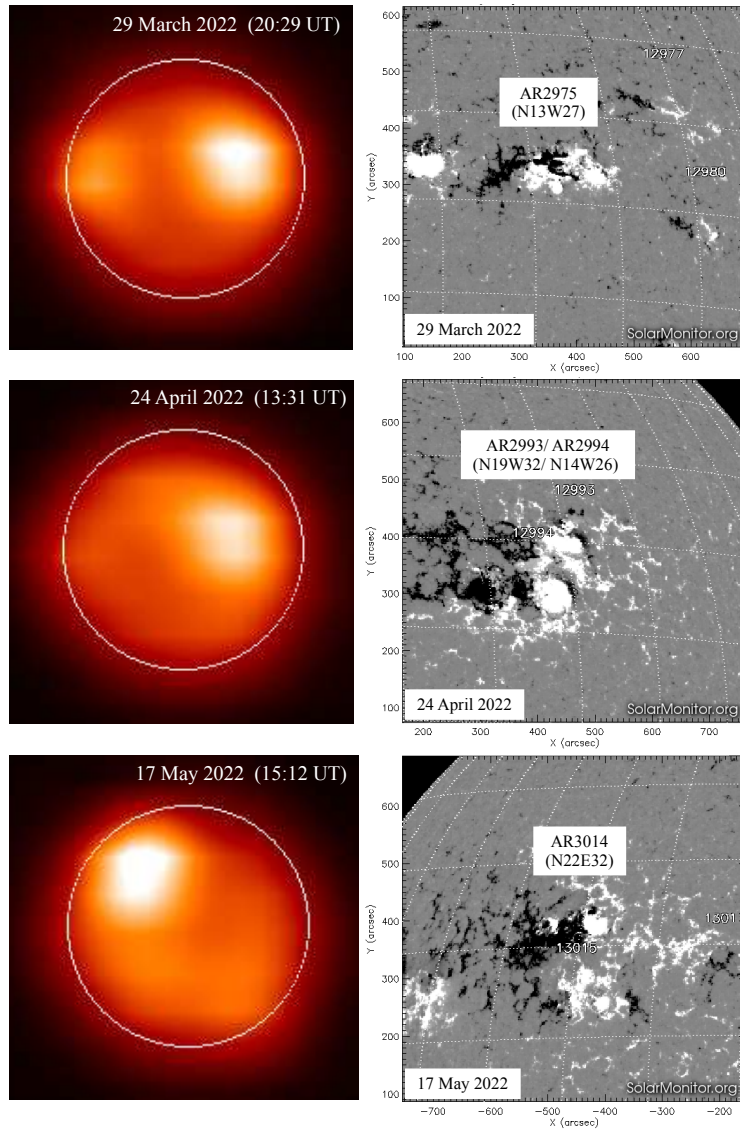 29 March 2022 (20:29 UT)
600
500
400
300
200
100
Y (arcsec)
12977
AR2975
(N13W27)
12980
29 March 2022
SolarMonitor.org
100 200 300 400 500 600
X (arcsec)
24 April 2022 (13:31 UT)
600
500
400
300
200
100
Y (arcsec)
AR2993/ AR2994
(N19W32/ N14W26)
12993
12994
24 April 2022
SolarMonitor.org
200 300 400 500 600 700
X (arcsec)
17 May 2022 (15:12 UT)
600
500
400
300
200
100
Y (arcsec)
AR3014
(N22E32)
1301
13015
17 May 2022
SolarMonitor.org
-700 -600 -500 -400 -300 -200
X (arcsec)